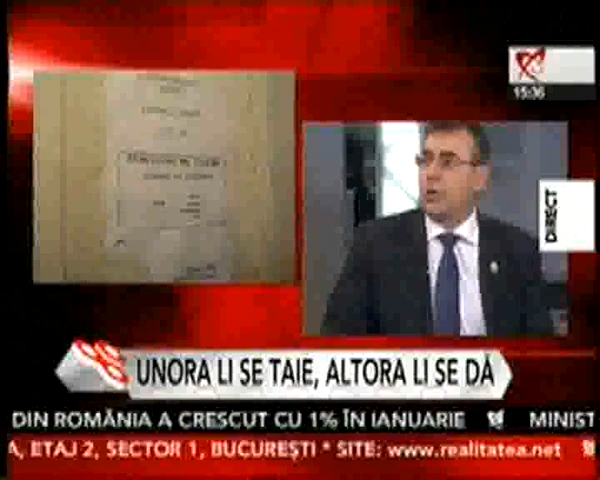 15:36
DIRECT
UNORA LI SE TAIE, ALTORA LI SE DĂ
DIN ROMÂNIA A CRESCUT CU 1% ÎN IANUARIE MINIST
A, ETAJ 2, SECTOR 1, BUCUREȘTI * SITE: www.realitatea.net